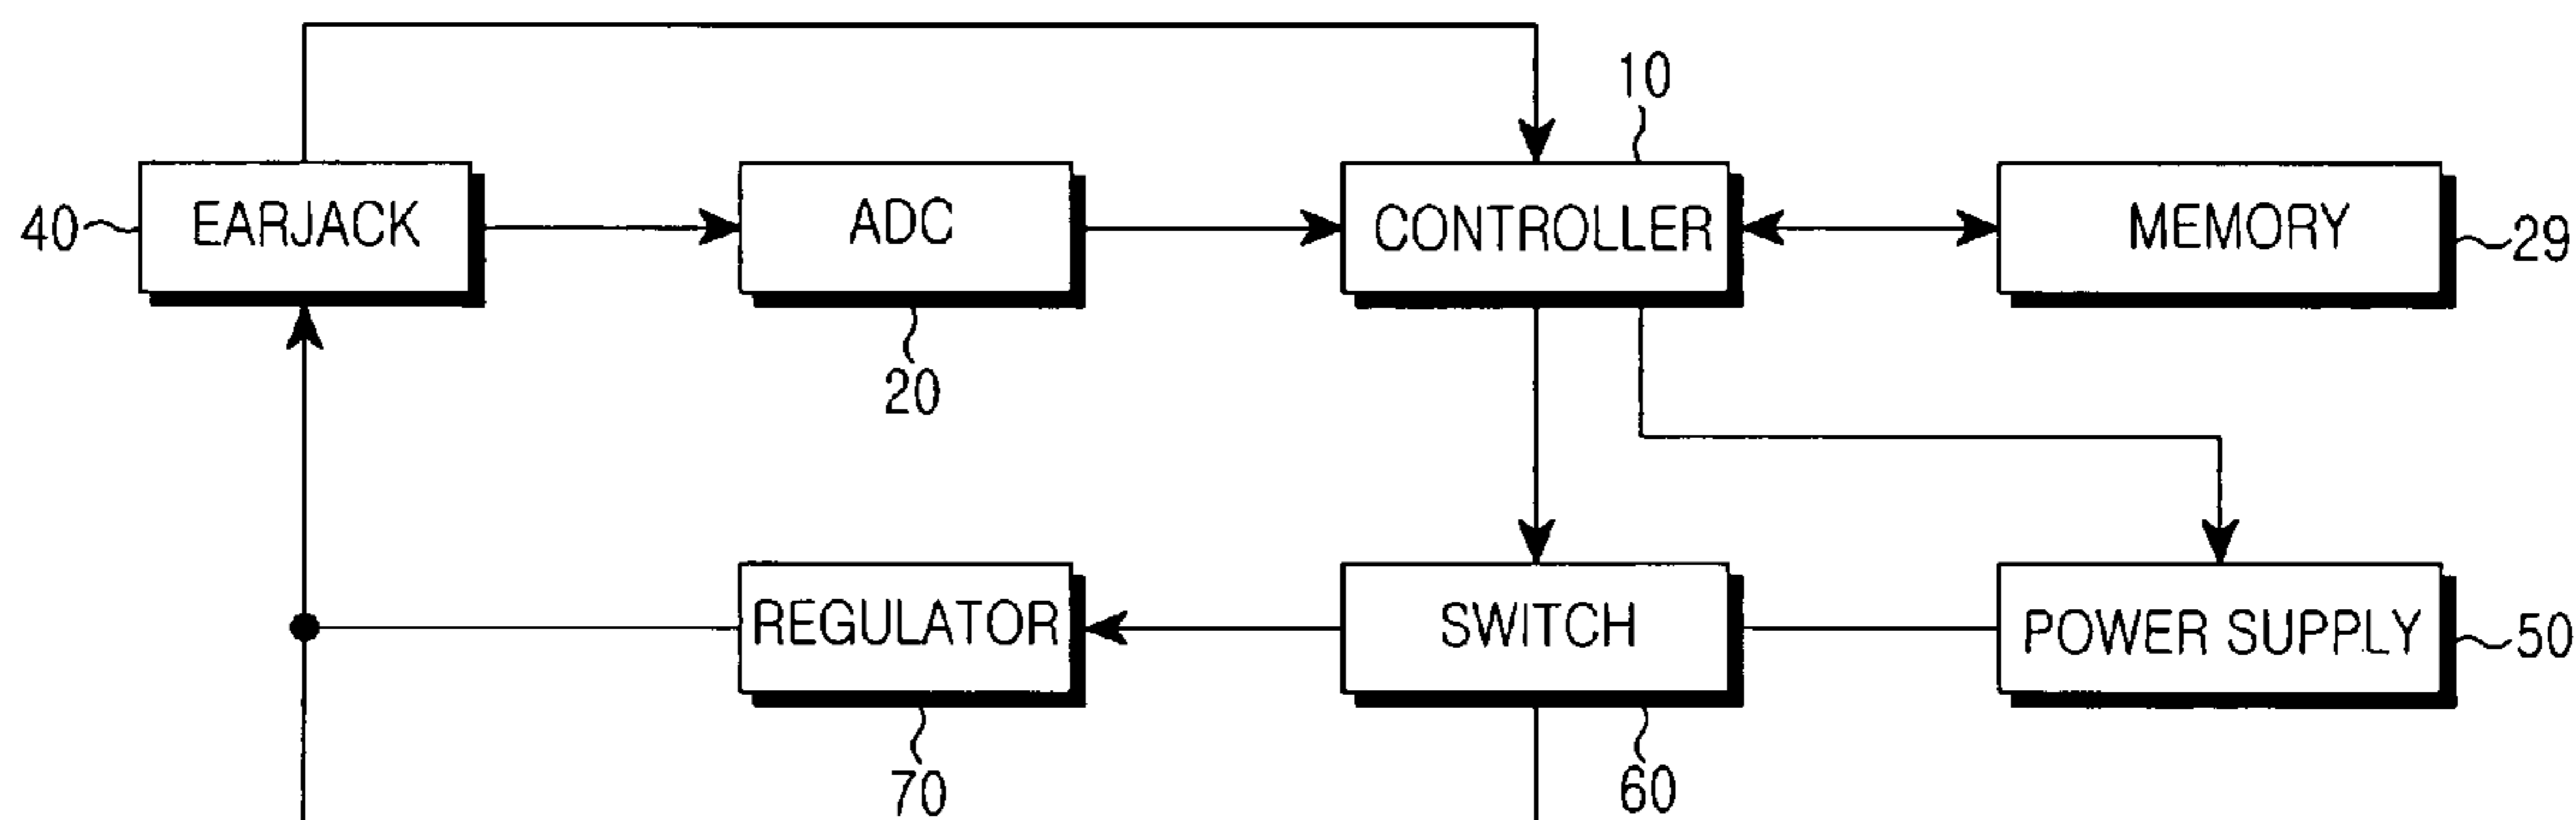 10
40
EARJACK
ADC
CONTROLLER
MEMORY
29
20
REGULATOR
SWITCH
POWER SUPPLY
50
70
60